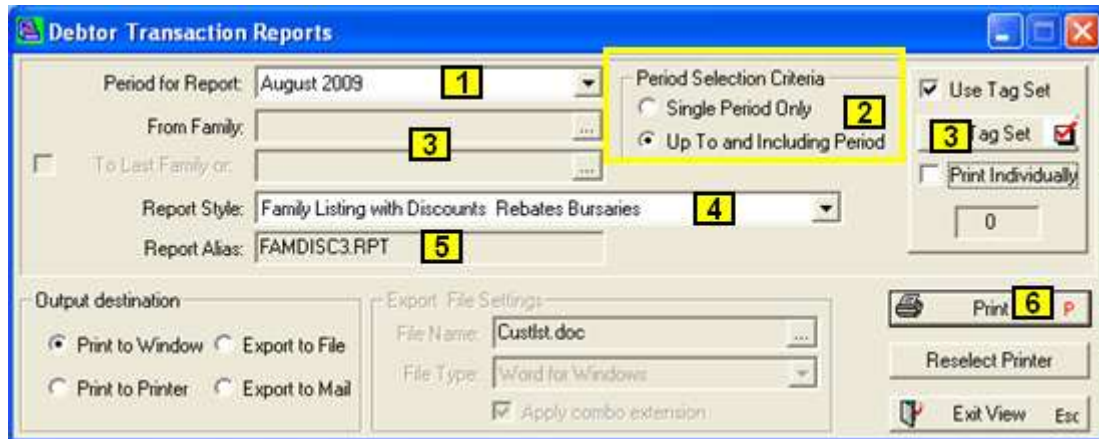 Debtor Transaction Reports
Period for Report: August 2009 1
From Family: ...
3
To Last Family or: ...
Report Style: Family Listing with Discounts Rebates Bursaries 4
Report Alias: FAMDISC3.RPT 5
Period Selection Criteria
Single Period Only
2
Up To and Including Period
Use Tag Set
3 Tag Set
Print Individually
0
Output destination
Print to Window Export to File
Print to Printer Export to Mail
Export File Settings
File Name: Custlst.doc ...
File Type: Word for Windows
Apply combo extension
Print 6 P
Reselect Printer
Exit View Esc